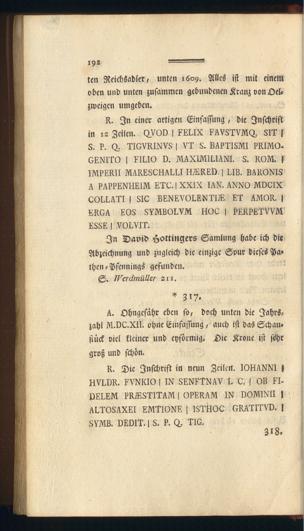 192
ten Reichsadler, unten 1609. Alles ist mit einem
oben und unten zusammen gebundenen Kranz von Oel-
zweigen umgeben.
R. In einer artigen Einfassung, die Inschrift
in 12 Zeilen. QVOD | FELIX FAVSTVMQ. SIT |
S. P. Q. TIGVRINVS | VT S. BAPTISMI PRIMO-
GENITO | FILIO D. MAXIMILIANI. S. ROM. |
IMPERII MARESCHALLI HÆRED. | LIB. BARONIS
A PAPPENHEIM ETC. | XXIX IAN. ANNO MDCIX
COLLATI | SIC BENEVOLENTIÆ ET AMOR. |
ERGA EOS SYMBOLVM HOC | PERPETVVM
ESSE | VOLVIT.
In David Hottingers Samlung habe ich die
Abzeichnung und zugleich die einzige Spur dieses Pa-
then-Pfennings gefunden.
S. Werdmüller 211.
* 317.
A. Ohngefähr eben so, doch unten die Jahrs-
zahl M.DC.XII. ohne Einfassung, auch ist das Schau-
stück viel kleiner und eyförmig. Die Krone ist sehr
groß und schön.
R. Die Inschrift in neun Zeilen. IOHANNI |
HVLDR. FVNKIO | IN SENFTNAV L C. | OB FI-
DELEM PRÆSTITAM | OPERAM IN DOMINII |
ALTOSAXEI EMTIONE | ISTHOC GRATITVD. |
SYMB. DEDIT. | S. P. Q. TIG.
318.